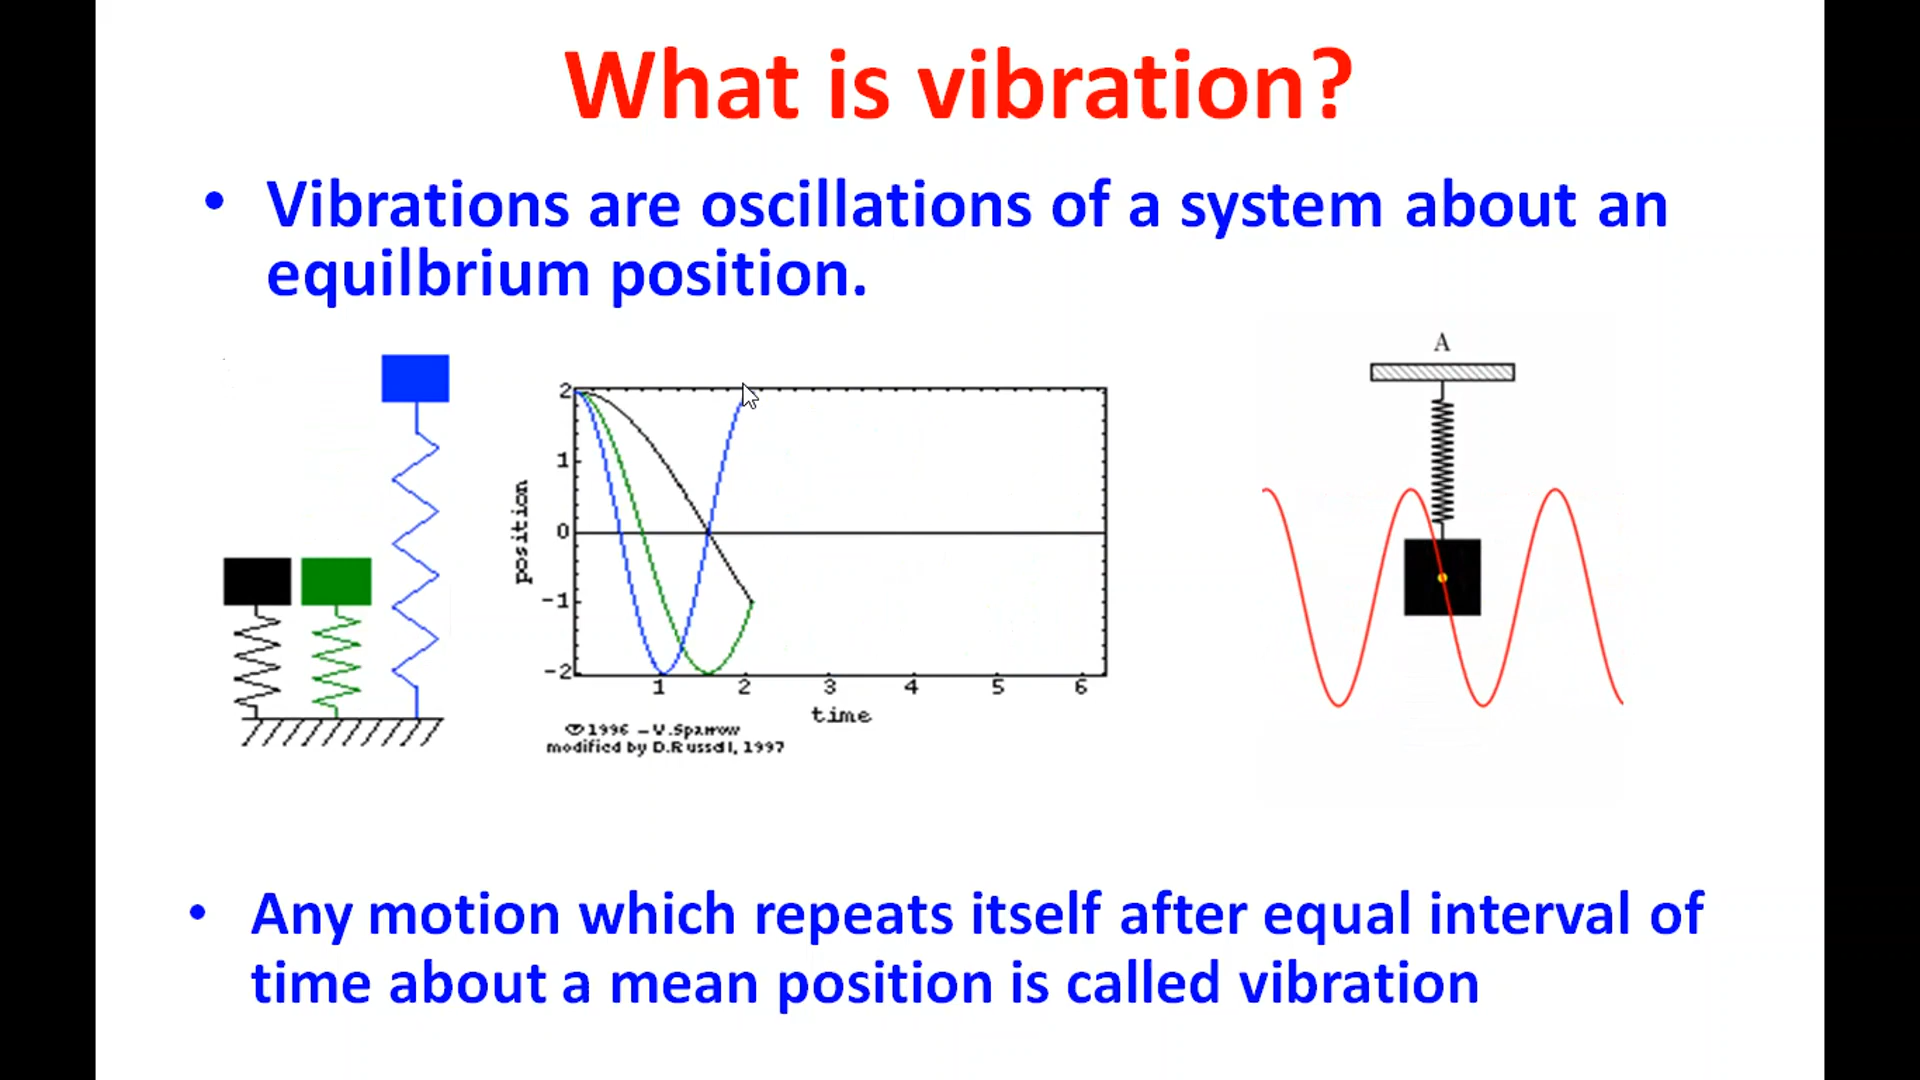 What is vibration?
• Vibrations are oscillations of a system about an
equilbrium position.
A
2
1
0
-1
-2
position
1 2 3 4 5 6
time
©1996 - V.Sparrow
modified by D.Russell, 1997
• Any motion which repeats itself after equal interval of
time about a mean position is called vibration